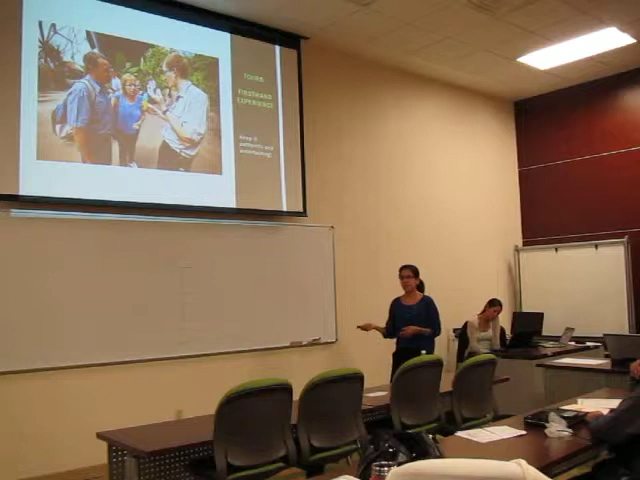 TOURS:
FIRSTHAND
EXPERIENCE
Keep it
authentic and
entertaining!